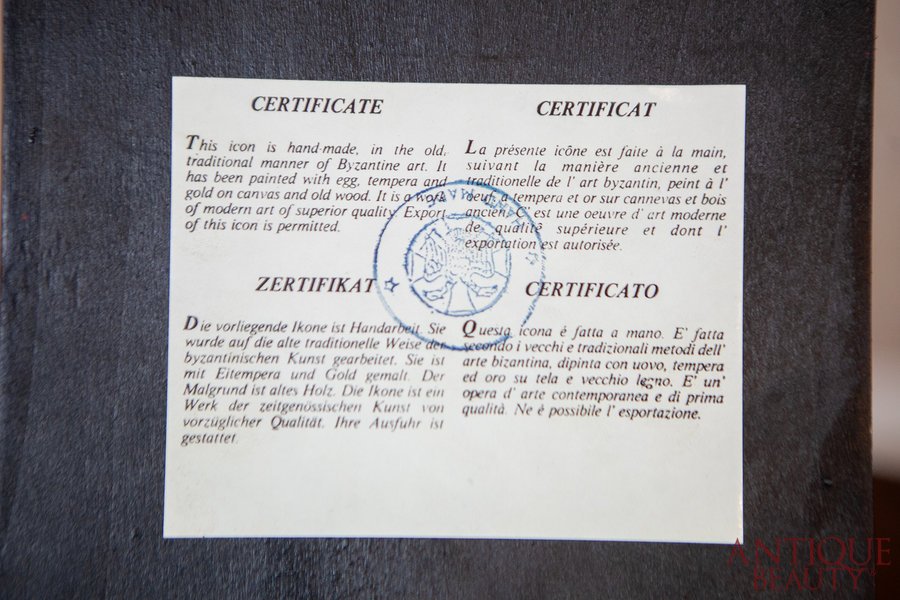 CERTIFICATE
This icon is hand-made, in the old,
traditional manner of Byzantine art. It
has been painted with egg, tempera and
gold on canvas and old wood. It is a work
of modern art of superior quality. Export
of this icon is permitted.
CERTIFICAT
La présente icône est faite à la main,
suivant la manière ancienne et
traditionelle de l' art byzantin, peint à l'
oeuf, a tempera et or sur cannevas et bois
ancien. C' est une oeuvre d' art moderne
de qualité supérieure et dont l'
exportation est autorisée.
ZERTIFIKAT
Die vorliegende Ikone ist Handarbeit. Sie
wurde auf die alte traditionelle Weise der
byzantinischen Kunst gearbeitet. Sie ist
mit Eitempera und Gold gemalt. Der
Malgrund ist altes Holz. Die Ikone ist ein
Werk der zeitgenössischen Kunst von
vorzüglicher Qualität. Ihre Ausfuhr ist
gestattet.
CERTIFICATO
Questa icona é fatta a mano. E' fatta
secondo i vecchi e tradizionali metodi dell'
arte bizantina, dipinta con uovo, tempera
ed oro su tela e vecchio legno. E' un'
opera d' arte contemporanea e di prima
qualitá. Ne é possibile l' esportazione.
ANTIQUE
BEAUTY